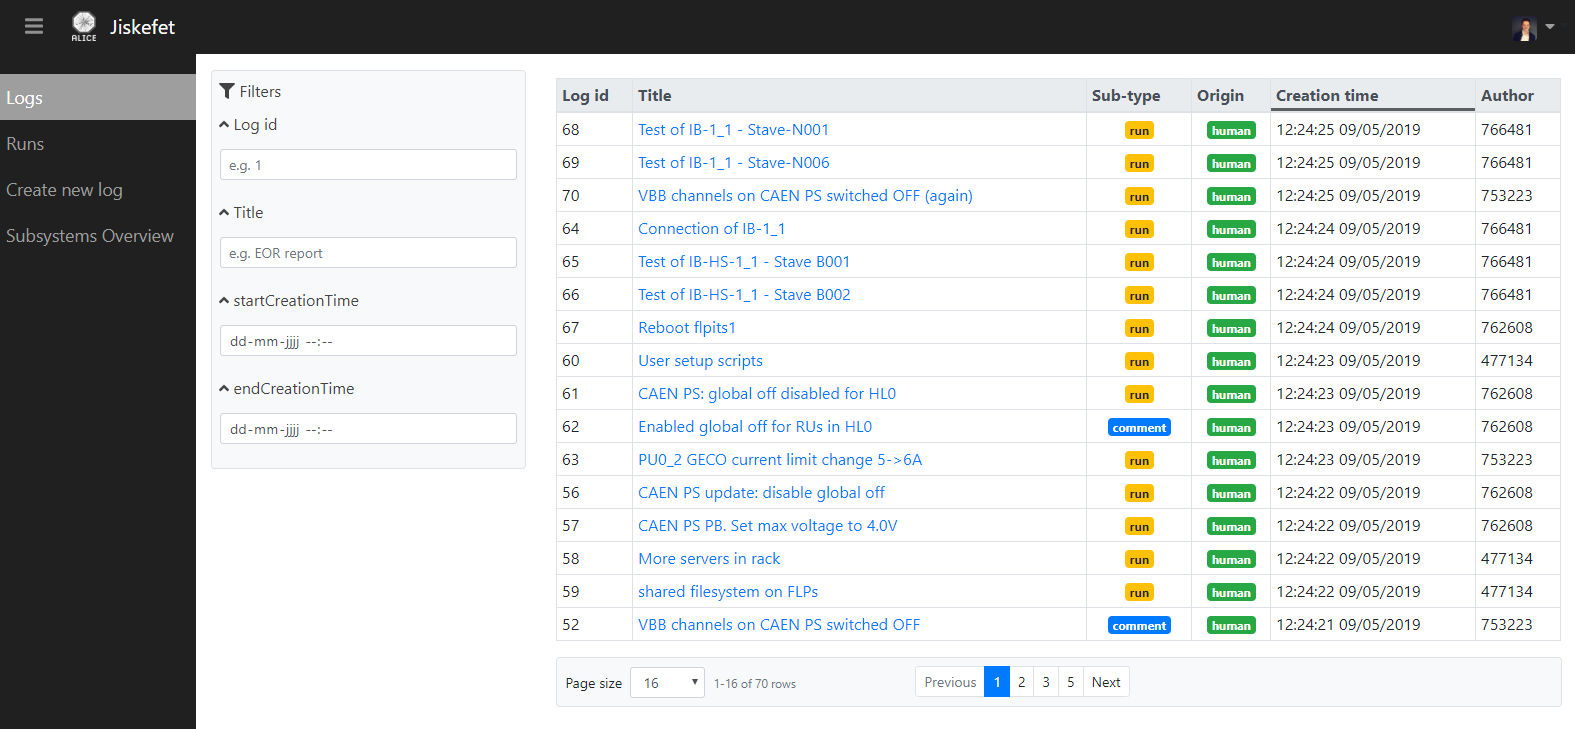 ALICE
Jiskefet
Logs
Runs
Create new log
Subsystems Overview
Filters
Log id
e.g. 1
Title
e.g. EOR report
startCreationTime
dd-mm-jjjj --:--
endCreationTime
dd-mm-jjjj --:--
Log id Title Sub-type Origin Creation time Author
68 Test of IB-1_1 - Stave-N001 run human 12:24:25 09/05/2019 766481
69 Test of IB-1_1 - Stave-N006 run human 12:24:25 09/05/2019 766481
70 VBB channels on CAEN PS switched OFF (again) run human 12:24:25 09/05/2019 753223
64 Connection of IB-1_1 run human 12:24:24 09/05/2019 766481
65 Test of IB-HS-1_1 - Stave B001 run human 12:24:24 09/05/2019 766481
66 Test of IB-HS-1_1 - Stave B002 run human 12:24:24 09/05/2019 766481
67 Reboot flpits1 run human 12:24:24 09/05/2019 762608
60 User setup scripts run human 12:24:23 09/05/2019 477134
61 CAEN PS: global off disabled for HL0 run human 12:24:23 09/05/2019 762608
62 Enabled global off for RUs in HL0 comment human 12:24:23 09/05/2019 762608
63 PU0_2 GECO current limit change 5->6A run human 12:24:23 09/05/2019 753223
56 CAEN PS update: disable global off run human 12:24:22 09/05/2019 762608
57 CAEN PS PB. Set max voltage to 4.0V run human 12:24:22 09/05/2019 762608
58 More servers in rack run human 12:24:22 09/05/2019 477134
59 shared filesystem on FLPs run human 12:24:22 09/05/2019 477134
52 VBB channels on CAEN PS switched OFF comment human 12:24:21 09/05/2019 753223
Page size 16 1-16 of 70 rows Previous 1 2 3 5 Next